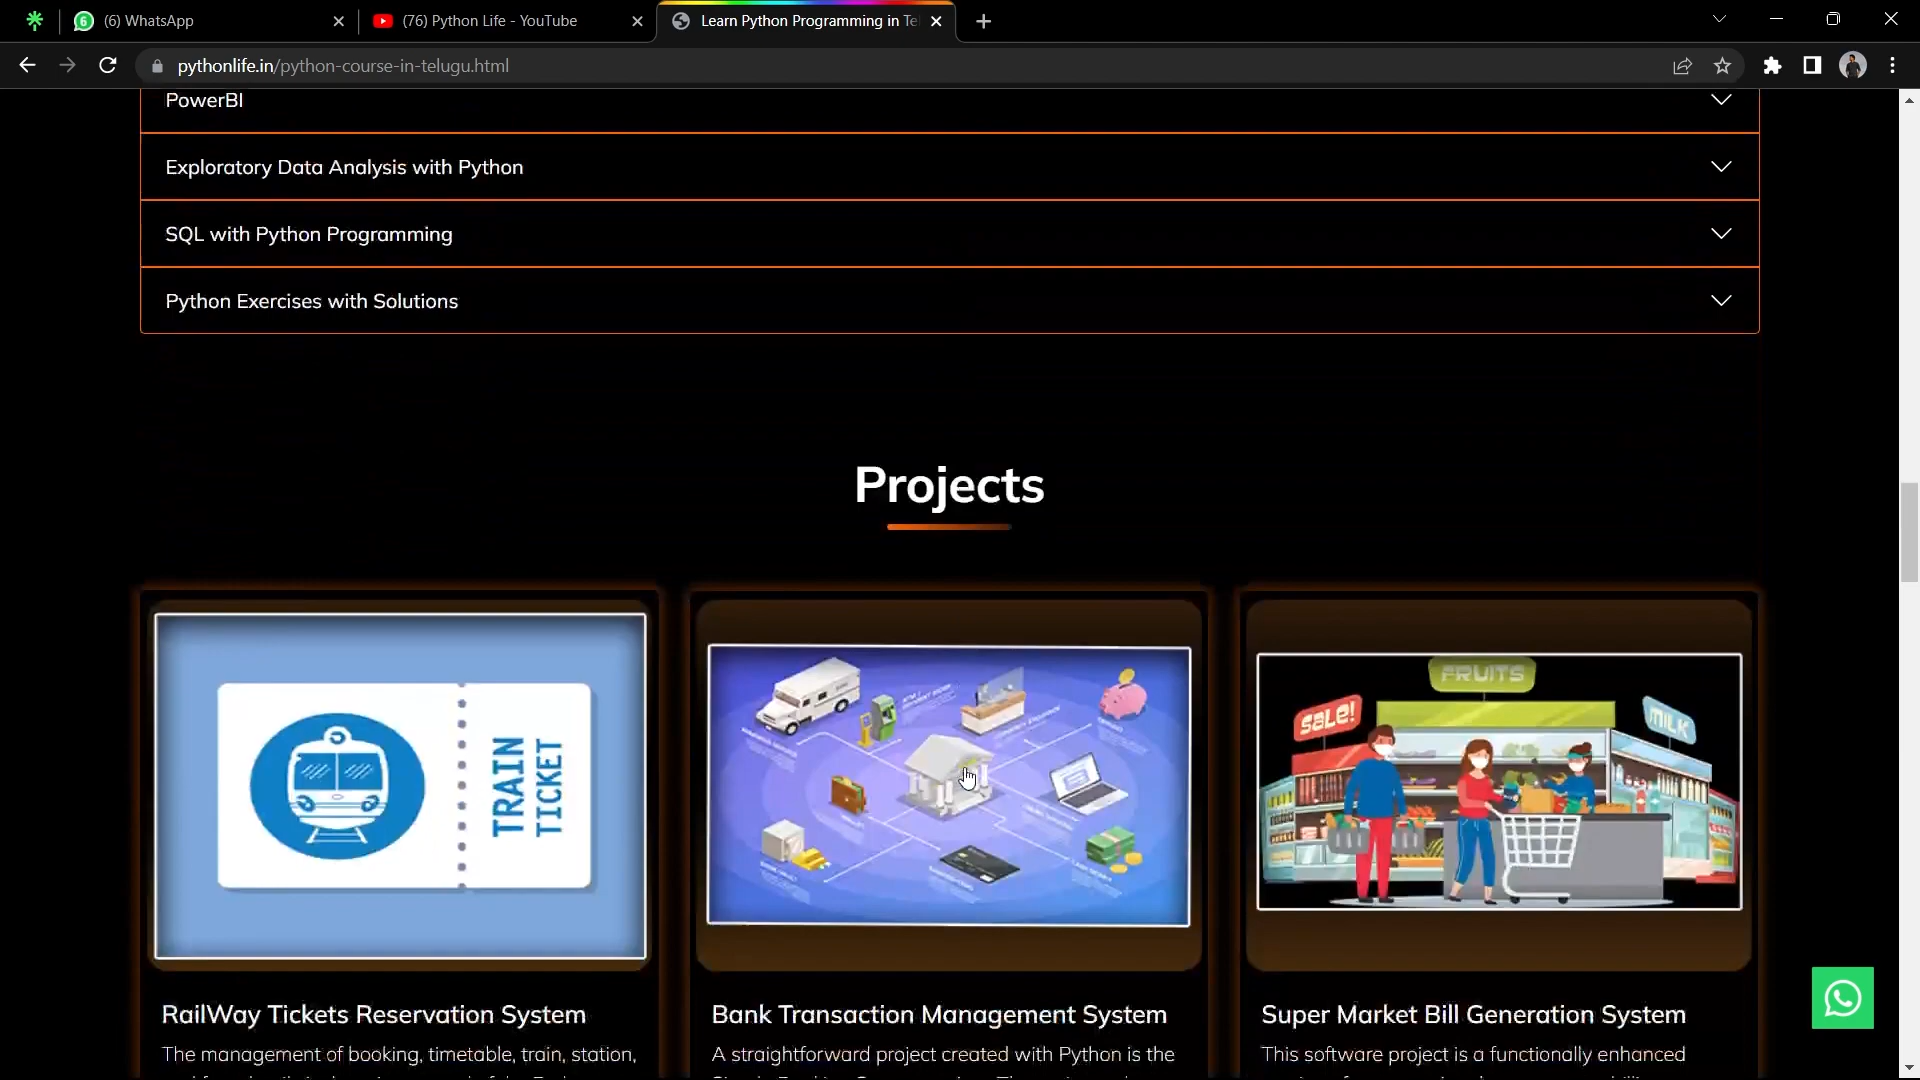 (6) WhatsApp
(76) Python Life - YouTube
Learn Python Programming in Te
pythonlife.in/python-course-in-telugu.html
PowerBI
Exploratory Data Analysis with Python
SQL with Python Programming
Python Exercises with Solutions
Projects
TRAIN
TICKET
FRUITS
SALE!
MILK
RailWay Tickets Reservation System
Bank Transaction Management System
Super Market Bill Generation System
The management of booking, timetable, train, station,
A straightforward project created with Python is the
This software project is a functionally enhanced